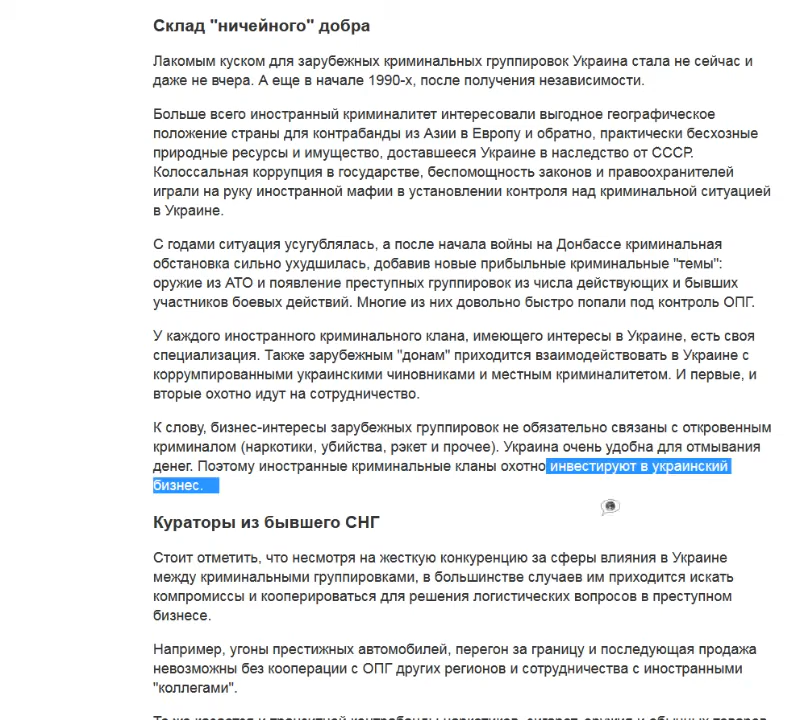 Склад "ничейного" добра
Лакомым куском для зарубежных криминальных группировок Украина стала не сейчас и
даже не вчера. А еще в начале 1990-х, после получения независимости.
Больше всего иностранный криминалитет интересовали выгодное географическое
положение страны для контрабанды из Азии в Европу и обратно, практически бесхозные
природные ресурсы и имущество, доставшееся Украине в наследство от СССР.
Колоссальная коррупция в государстве, беспомощность законов и правоохранителей
играли на руку иностранной мафии в установлении контроля над криминальной ситуацией
в Украине.
С годами ситуация усугублялась, а после начала войны на Донбассе криминальная
обстановка сильно ухудшилась, добавив новые прибыльные криминальные "темы":
оружие из АТО и появление преступных группировок из числа действующих и бывших
участников боевых действий. Многие из них довольно быстро попали под контроль ОПГ.
У каждого иностранного криминального клана, имеющего интересы в Украине, есть своя
специализация. Также зарубежным "донам" приходится взаимодействовать в Украине с
коррумпированными украинскими чиновниками и местным криминалитетом. И первые, и
вторые охотно идут на сотрудничество.
К слову, бизнес-интересы зарубежных группировок не обязательно связаны с откровенным
криминалом (наркотики, убийства, рэкет и прочее). Украина очень удобна для отмывания
денег. Поэтому иностранные криминальные кланы охотно инвестируют в украинский
бизнес.
Кураторы из бывшего СНГ
Стоит отметить, что несмотря на жесткую конкуренцию за сферы влияния в Украине
между криминальными группировками, в большинстве случаев им приходится искать
компромиссы и кооперироваться для решения логистических вопросов в преступном
бизнесе.
Например, угоны престижных автомобилей, перегон за границу и последующая продажа
невозможны без кооперации с ОПГ других регионов и сотрудничества с иностранными
"коллегами".